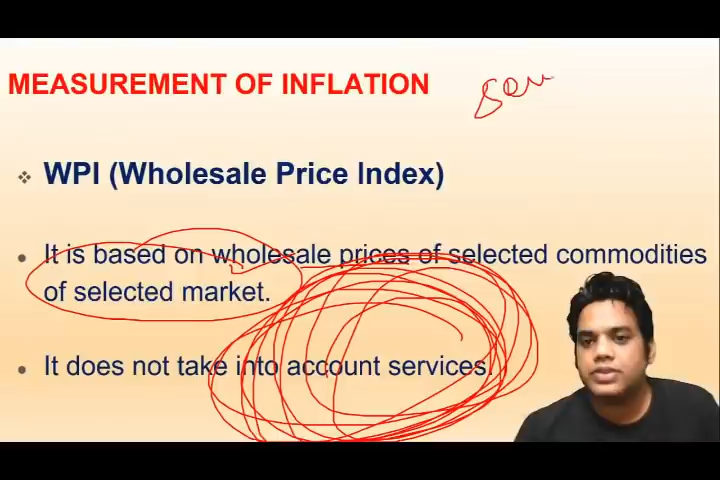 MEASUREMENT OF INFLATION
WPI (Wholesale Price Index)
It is based on wholesale prices of selected commodities
of selected market.
It does not take into account services.